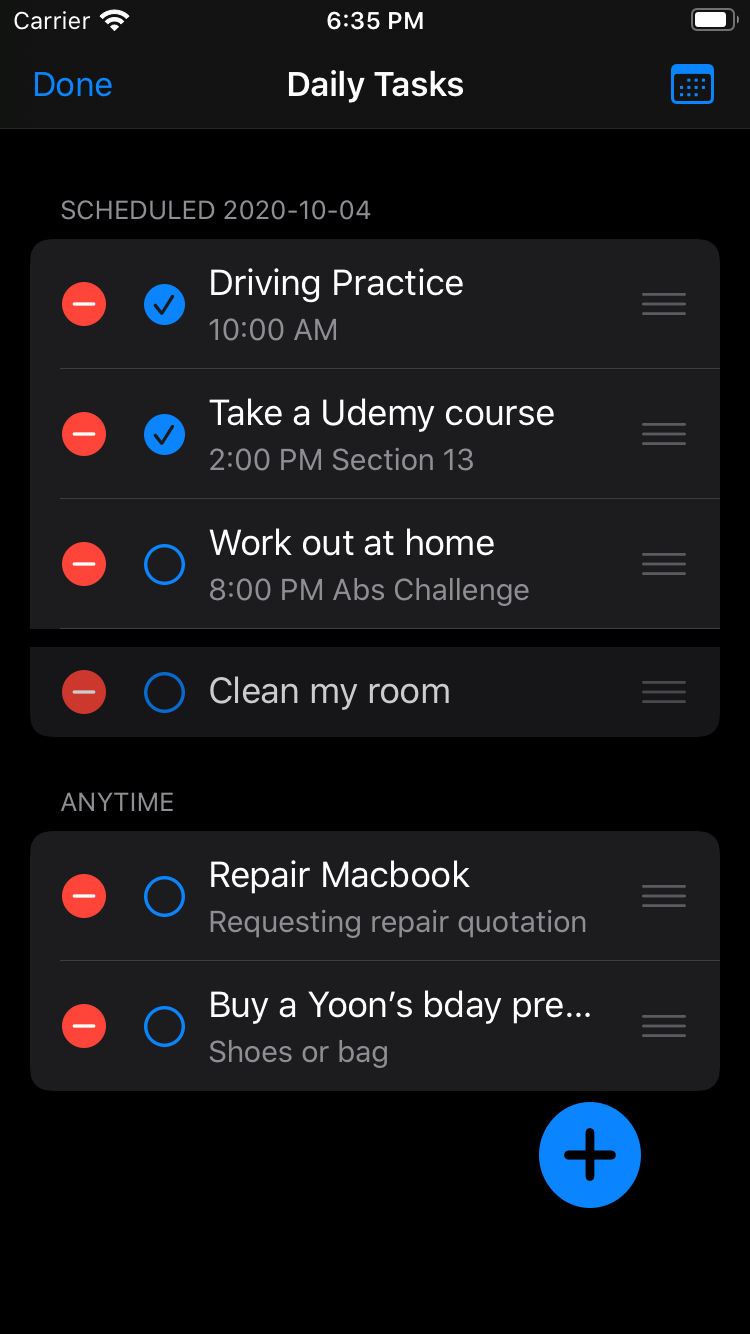 Carrier 6:35 PM
Done Daily Tasks
SCHEDULED 2020-10-04
Driving Practice
10:00 AM
Take a Udemy course
2:00 PM Section 13
Work out at home
8:00 PM Abs Challenge
Clean my room
ANYTIME
Repair Macbook
Requesting repair quotation
Buy a Yoon’s bday pre...
Shoes or bag